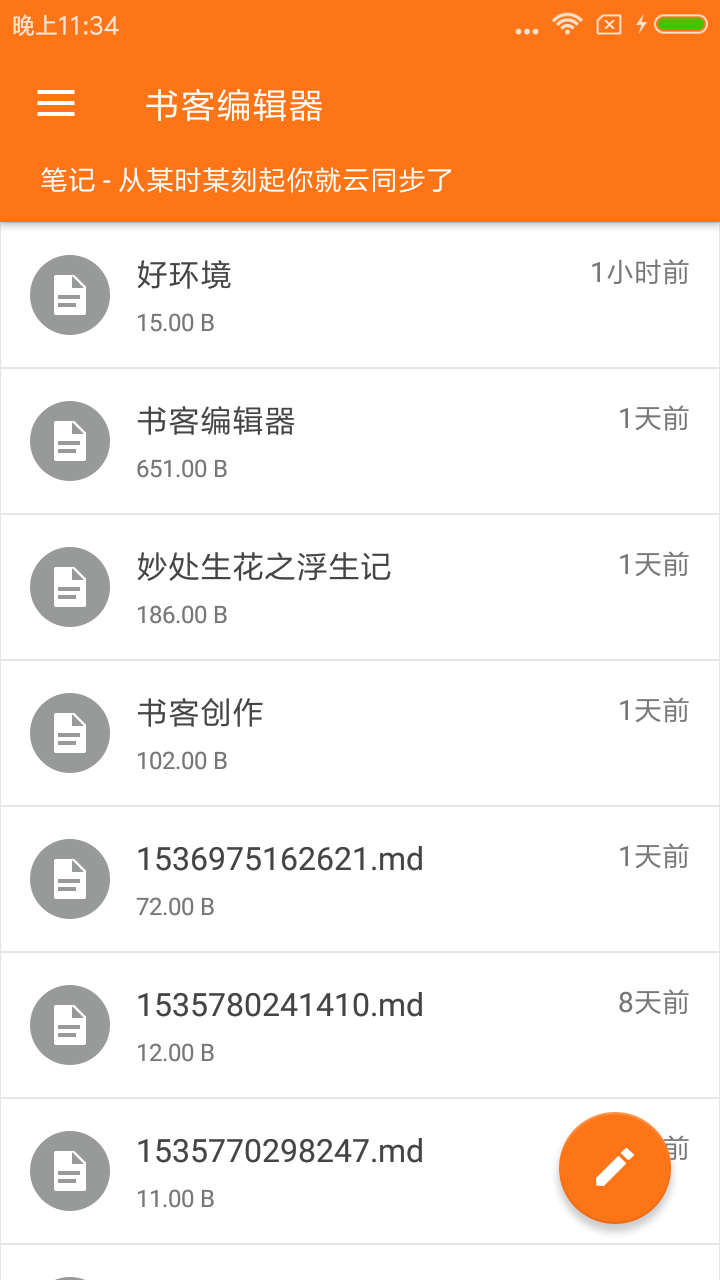 晚上11:34
书客编辑器
笔记 - 从某时某刻起你就云同步了
好环境
1小时前
15.00 B
书客编辑器
1天前
651.00 B
妙处生花之浮生记
1天前
186.00 B
书客创作
1天前
102.00 B
1536975162621.md
1天前
72.00 B
1535780241410.md
8天前
12.00 B
1535770298247.md
前
11.00 B